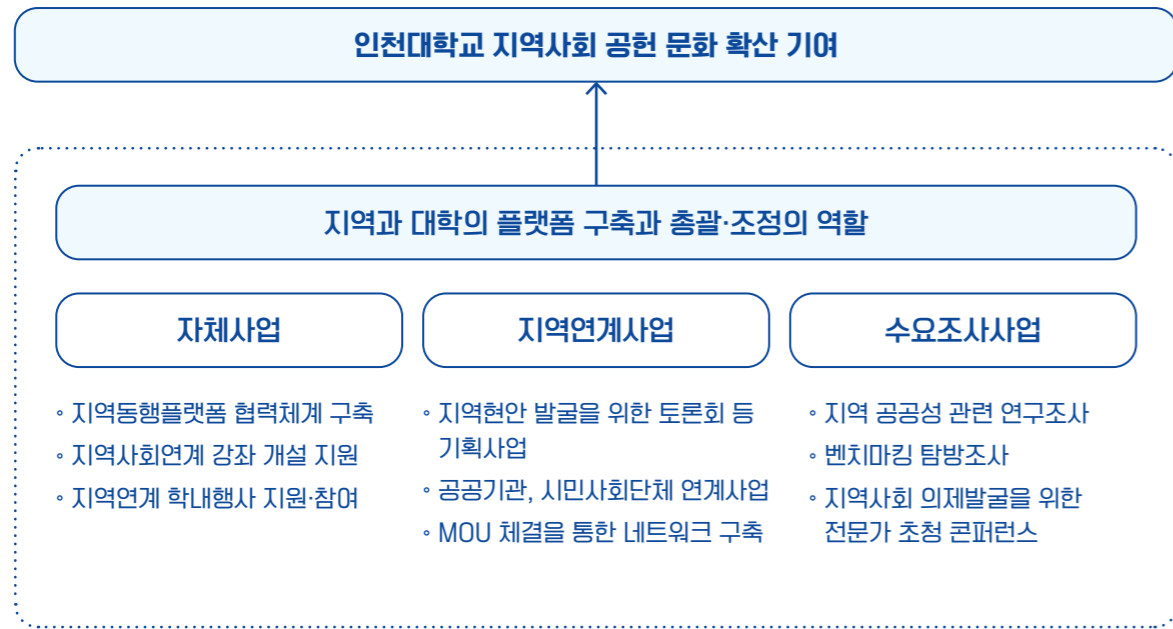 인천대학교 지역사회 공헌 문화 확산 기여
지역과 대학의 플랫폼 구축과 총괄·조정의 역할
자체사업
◦ 지역동행플랫폼 협력체계 구축
◦ 지역사회연계 강좌 개설 지원
◦ 지역연계 학내행사 지원·참여
지역연계사업
◦ 지역현안 발굴을 위한 토론회 등
기획사업
◦ 공공기관, 시민사회단체 연계사업
◦ MOU 체결을 통한 네트워크 구축
수요조사사업
◦ 지역 공공성 관련 연구조사
◦ 벤치마킹 탐방조사
◦ 지역사회 의제발굴을 위한
전문가 초청 콘퍼런스